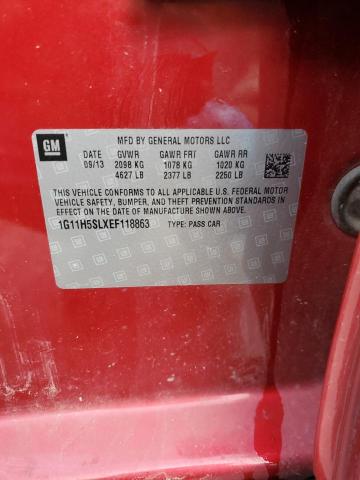 GM
MFD BY GENERAL MOTORS LLC
DATE GVWR GAWR FRT GAWR RR
09/13 2098 KG 1078 KG 1020 KG
4627 LB 2377 LB 2250 LB
THIS VEHICLE CONFORMS TO ALL APPLICABLE U.S. FEDERAL MOTOR
VEHICLE SAFETY, BUMPER, AND THEFT PREVENTION STANDARDS IN
EFFECT ON THE DATE OF MANUFACTURE SHOWN ABOVE.
1G11H5SLXEF118863 TYPE: PASS CAR